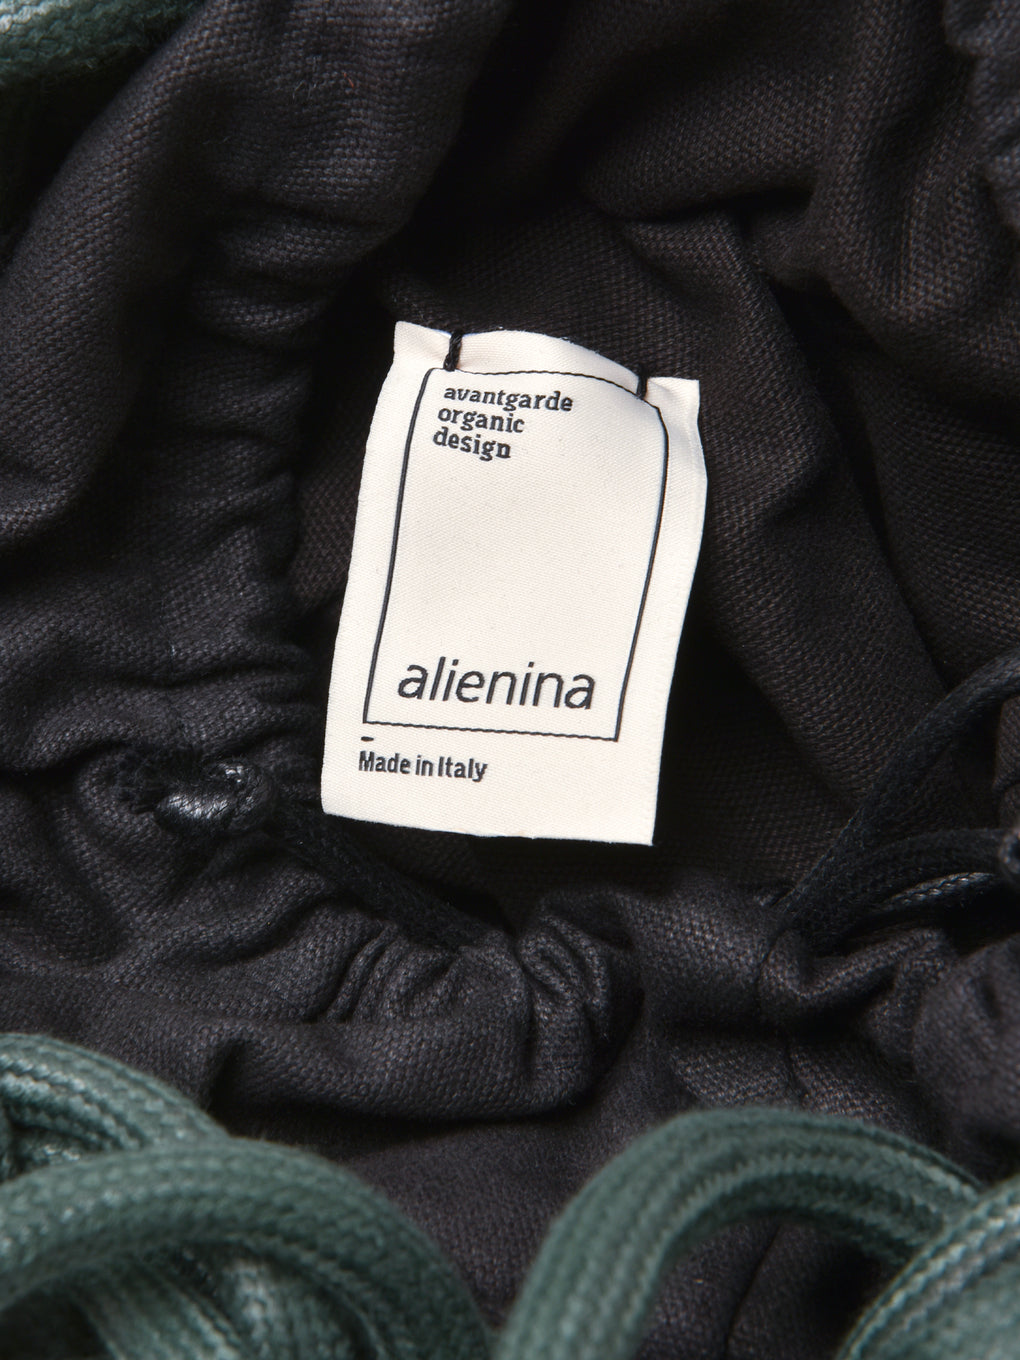 avantgarde
organic
design
alienina
Made in Italy